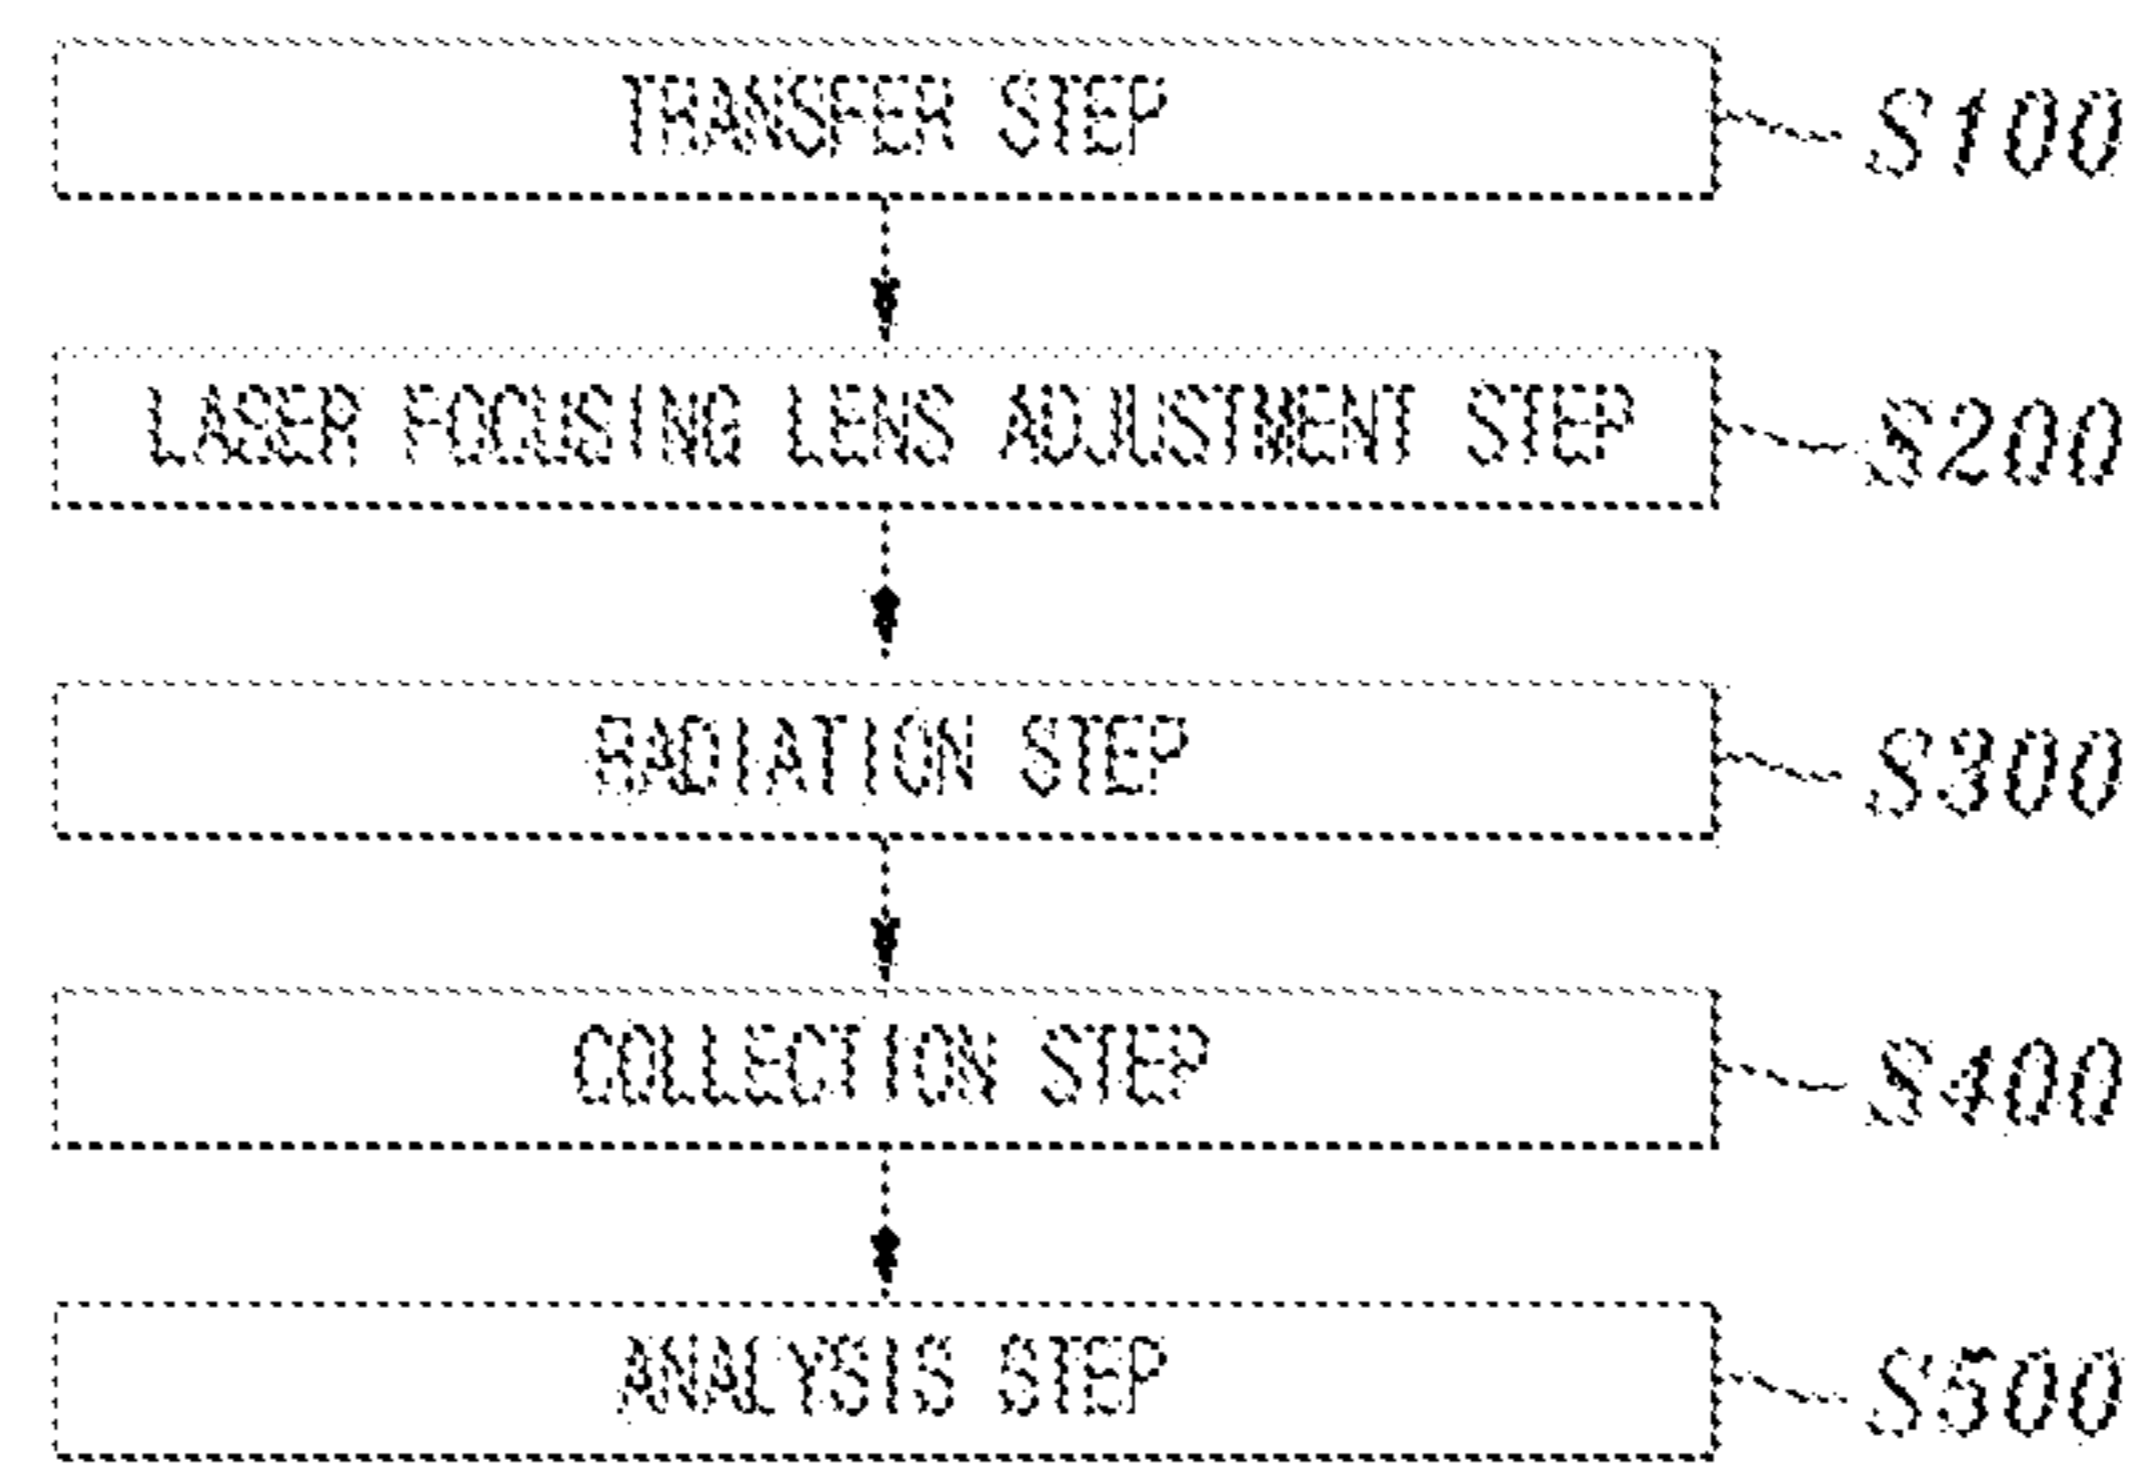 TRANSFER STEP S100
LASER FOCUSING LENS ADJUSTMENT STEP S200
RADIATION STEP S300
COLLECTION STEP S400
ANALYSIS STEP S500